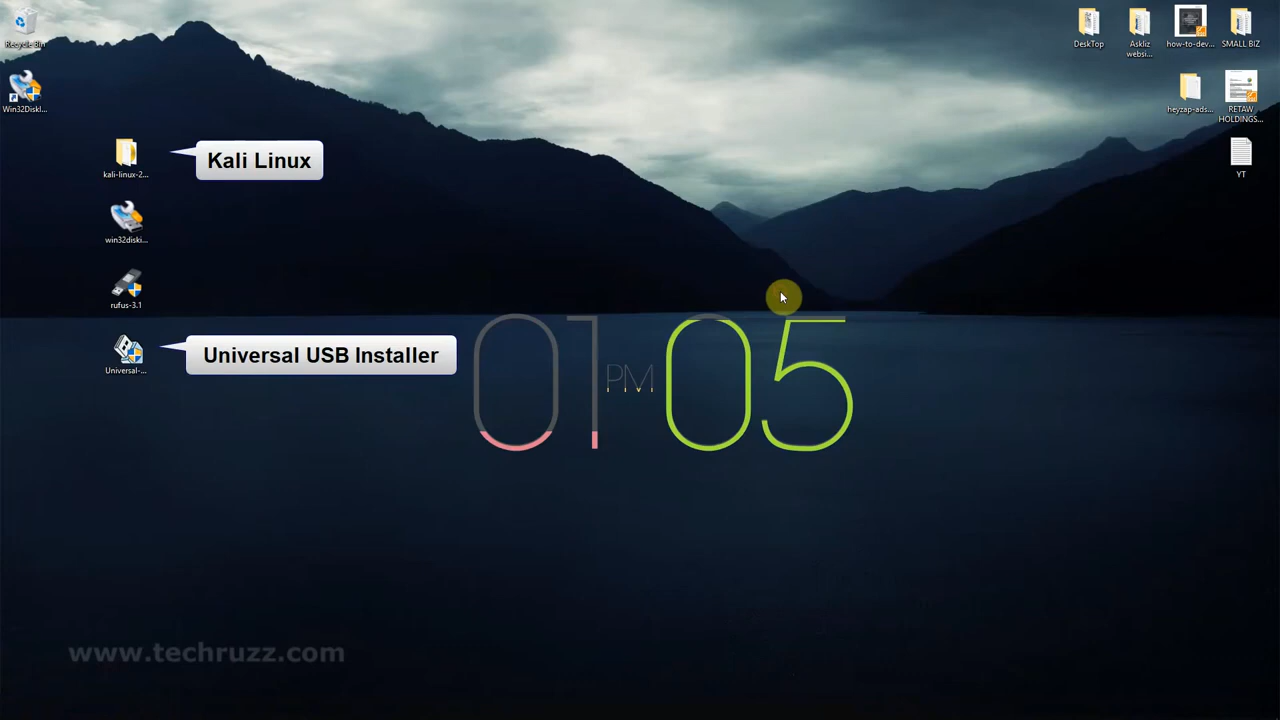 Recycle Bin
Win32DiskI...
kali-linux-2...
Kali Linux
win32diski...
rufus-3.1
Universal-...
Universal USB Installer
01 PM 05
DeskTop
Askliz
websi...
how-to-dev...
SMALL.BIZ
heyzap-ads...
RETAW
HOLDINGS...
YT
www.techruzz.com